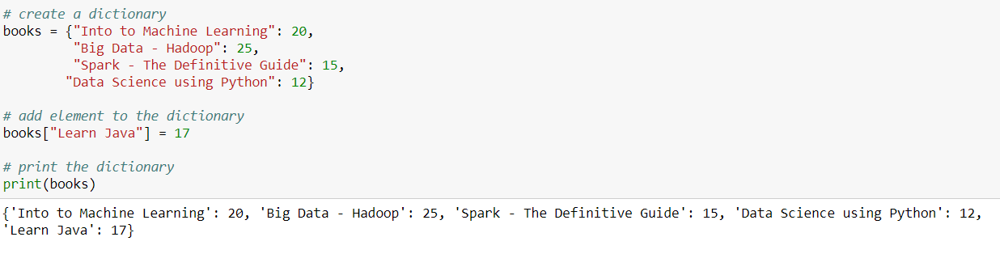 # create a dictionary
books = {"Into to Machine Learning": 20,
         "Big Data - Hadoop": 25,
         "Spark - The Definitive Guide": 15,
        "Data Science using Python": 12}

# add element to the dictionary
books["Learn Java"] = 17

# print the dictionary
print(books)
{'Into to Machine Learning': 20, 'Big Data - Hadoop': 25, 'Spark - The Definitive Guide': 15, 'Data Science using Python': 12,
'Learn Java': 17}